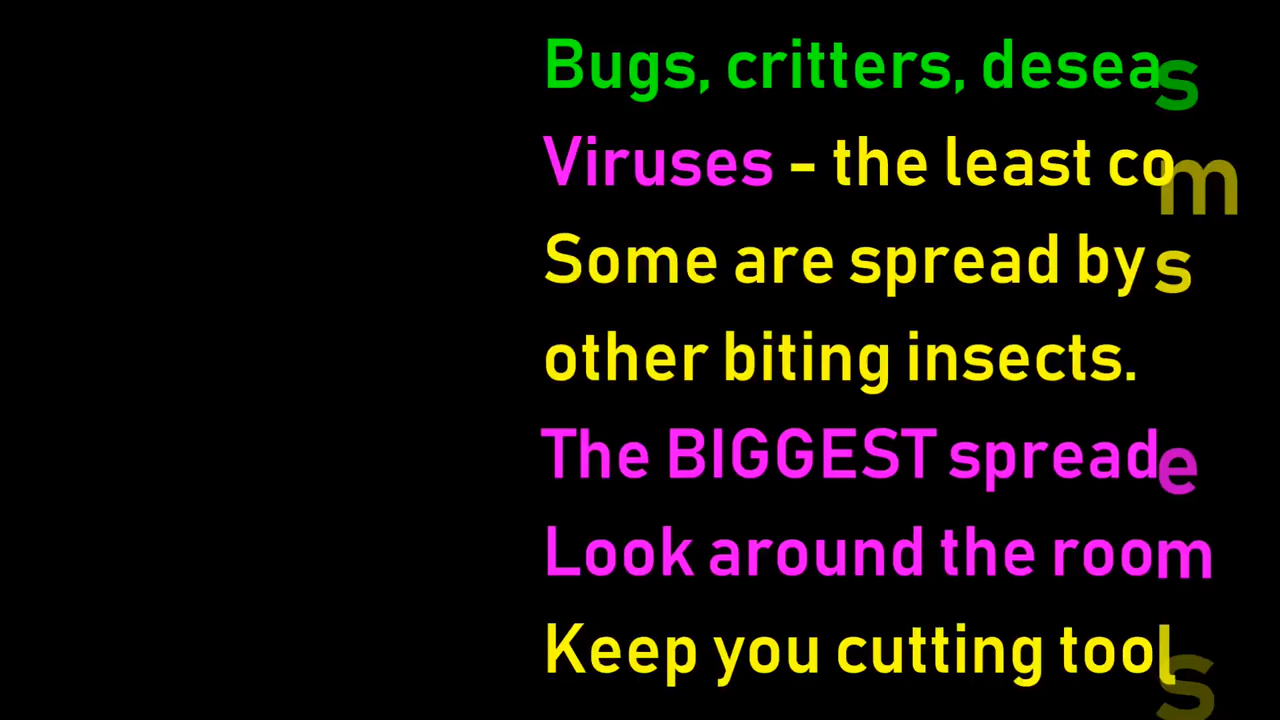 Bugs, critters, deseas
Viruses - the least com
Some are spread by s
other biting insects.
The BIGGEST spreade
Look around the room
Keep you cutting tools